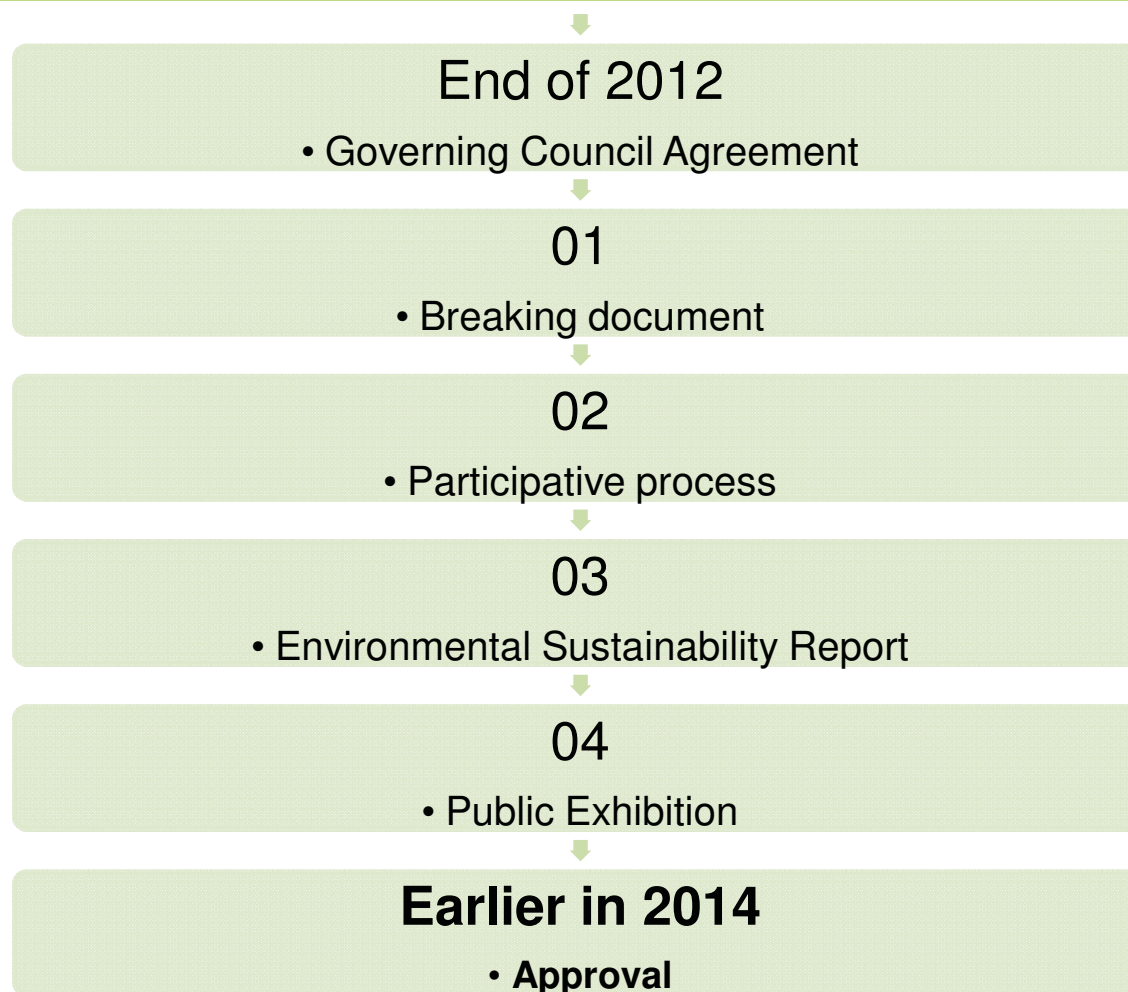 End of 2012
• Governing Council Agreement
01
• Breaking document
02
• Participative process
03
• Environmental Sustainability Report
04
• Public Exhibition
Earlier in 2014
• Approval